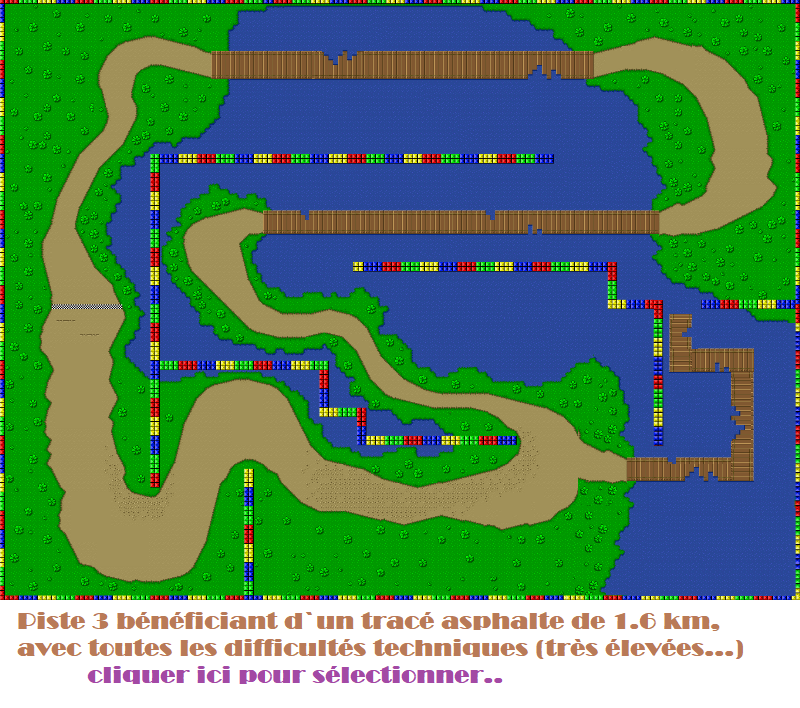 Piste 3 bénéficiant d`un tracé asphalte de 1.6 km,
avec toutes les difficultés techniques (très élevées...)
cliquer ici pour sélectionner..